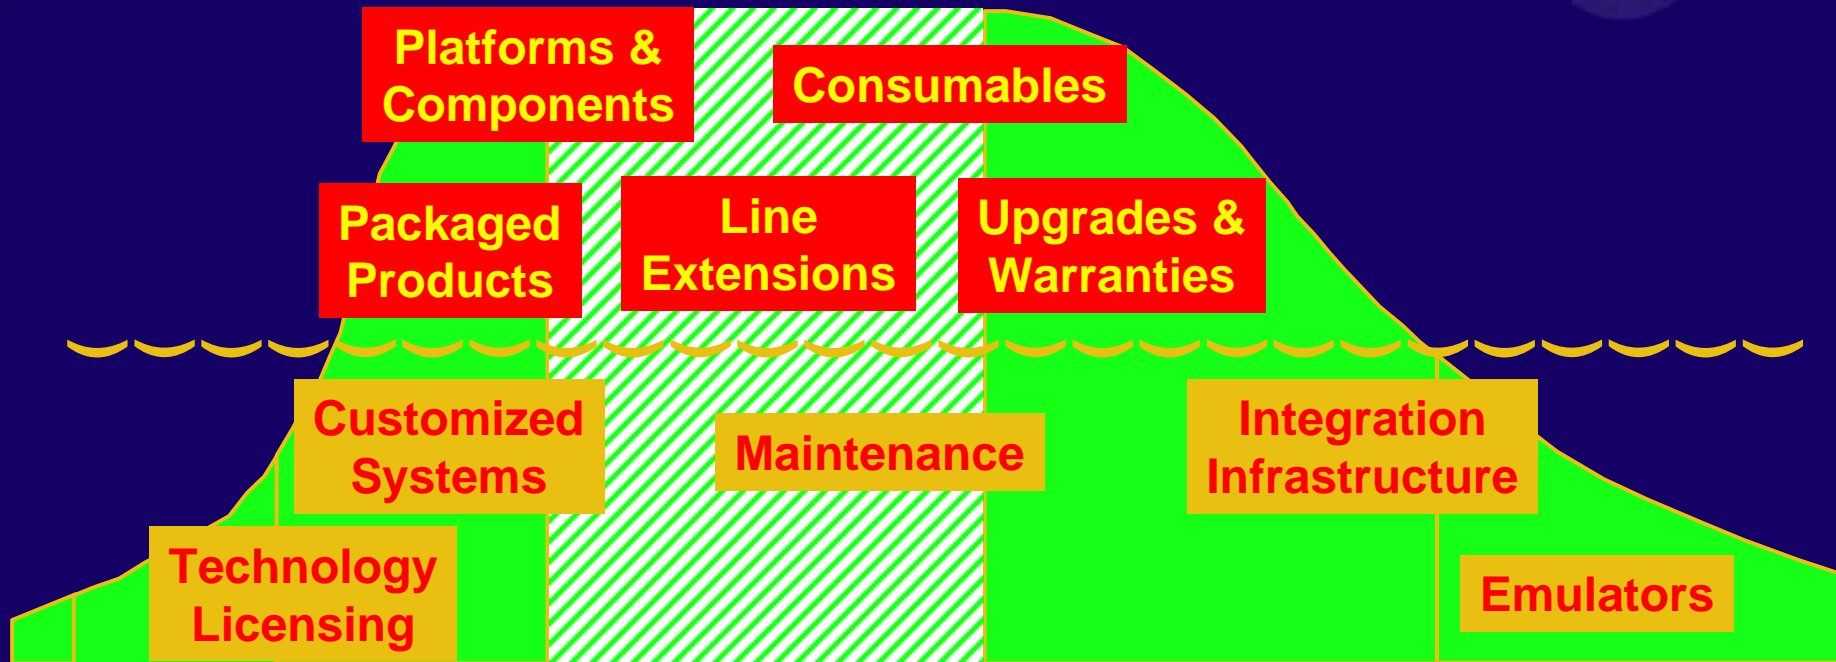 Platforms &
Components
Consumables
Packaged
Products
Line
Extensions
Upgrades &
Warranties
Customized
Systems
Maintenance
Integration
Infrastructure
Technology
Licensing
Emulators